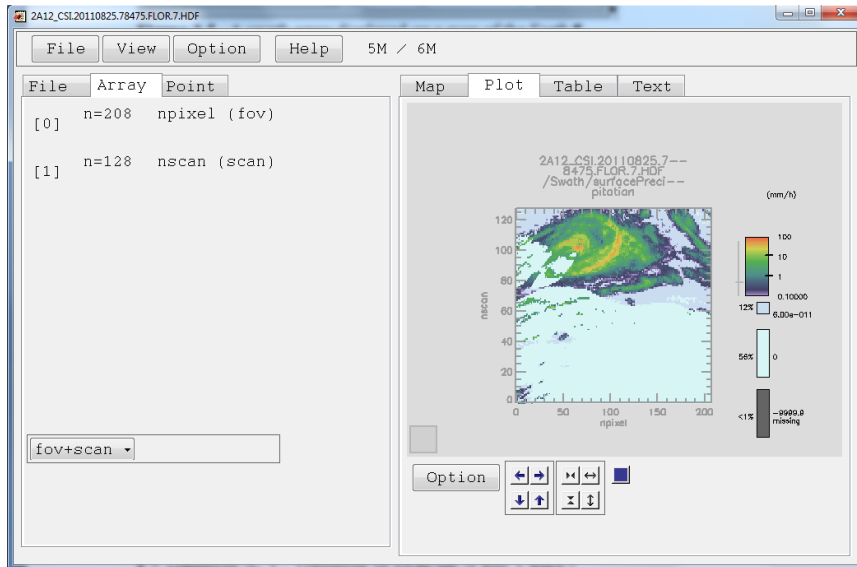 2A12_CSI.20110825.78475.FLOR.7.HDF
File View Option Help 5M / 6M
File Array Point
Map Plot Table Text
[0] n=208 npixel (fov)
[1] n=128 nscan (scan)
fov+scan
2A12_CSI.20110825.7--
8475.FLOR.7.HDF
/Swath/surfacePreci--
pitation
(mm/h)
120
100
80
60
40
20
0
nscan
0 50 100 150 200
npixel
100
10
1
0.10000
12% 6.00e-011
56% 0
<1% -9999.9
missing
Option